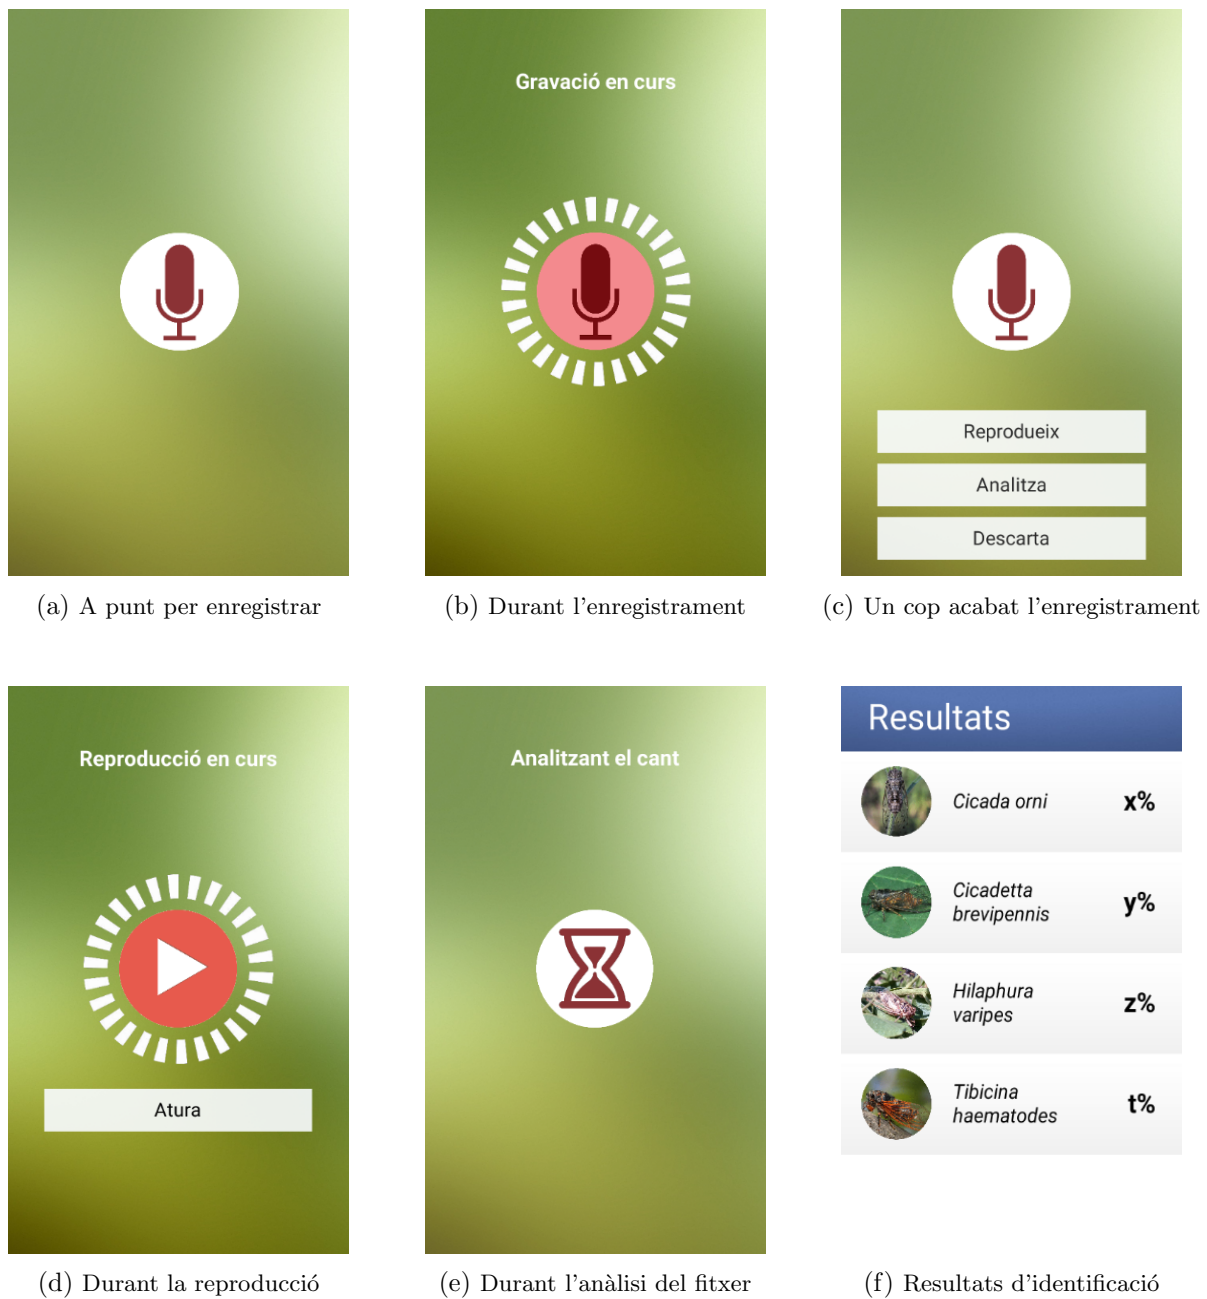 Gravació en curs
Reprodueix
Analitza
Descarta
(a) A punt per enregistrar
(b) Durant l'enregistrament
(c) Un cop acabat l'enregistrament
Reproducció en curs
Atura
Analitzant el cant
Resultats
Cicada orni
x%
Cicadetta
brevipennis
y%
Hilaphura
varipes
z%
Tibicina
haematodes
t%
(d) Durant la reproducció
(e) Durant l'anàlisi del fitxer
(f) Resultats d'identificació